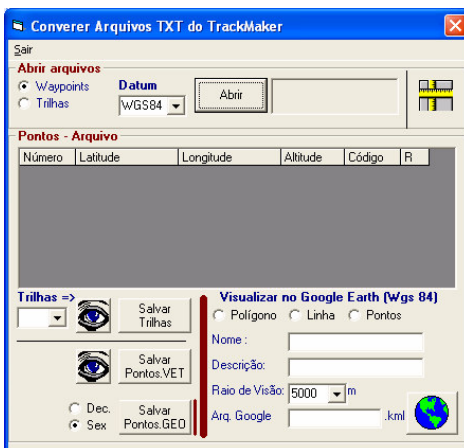 Converer Arquivos TXT do TrackMaker
Sair
Abrir arquivos
Waypoints
Trilhas
Datum
WGS84
Abrir
Pontos - Arquivo
Número Latitude Longitude Altitude Código R
Trilhas =>
Salvar
Trilhas
Salvar
Pontos.VET
Dec.
Sex
Salvar
Pontos.GEO
Visualizar no Google Earth (Wgs 84)
Polígono Linha Pontos
Nome :
Descrição:
Raio de Visão: 5000 m
Arq. Google .kml